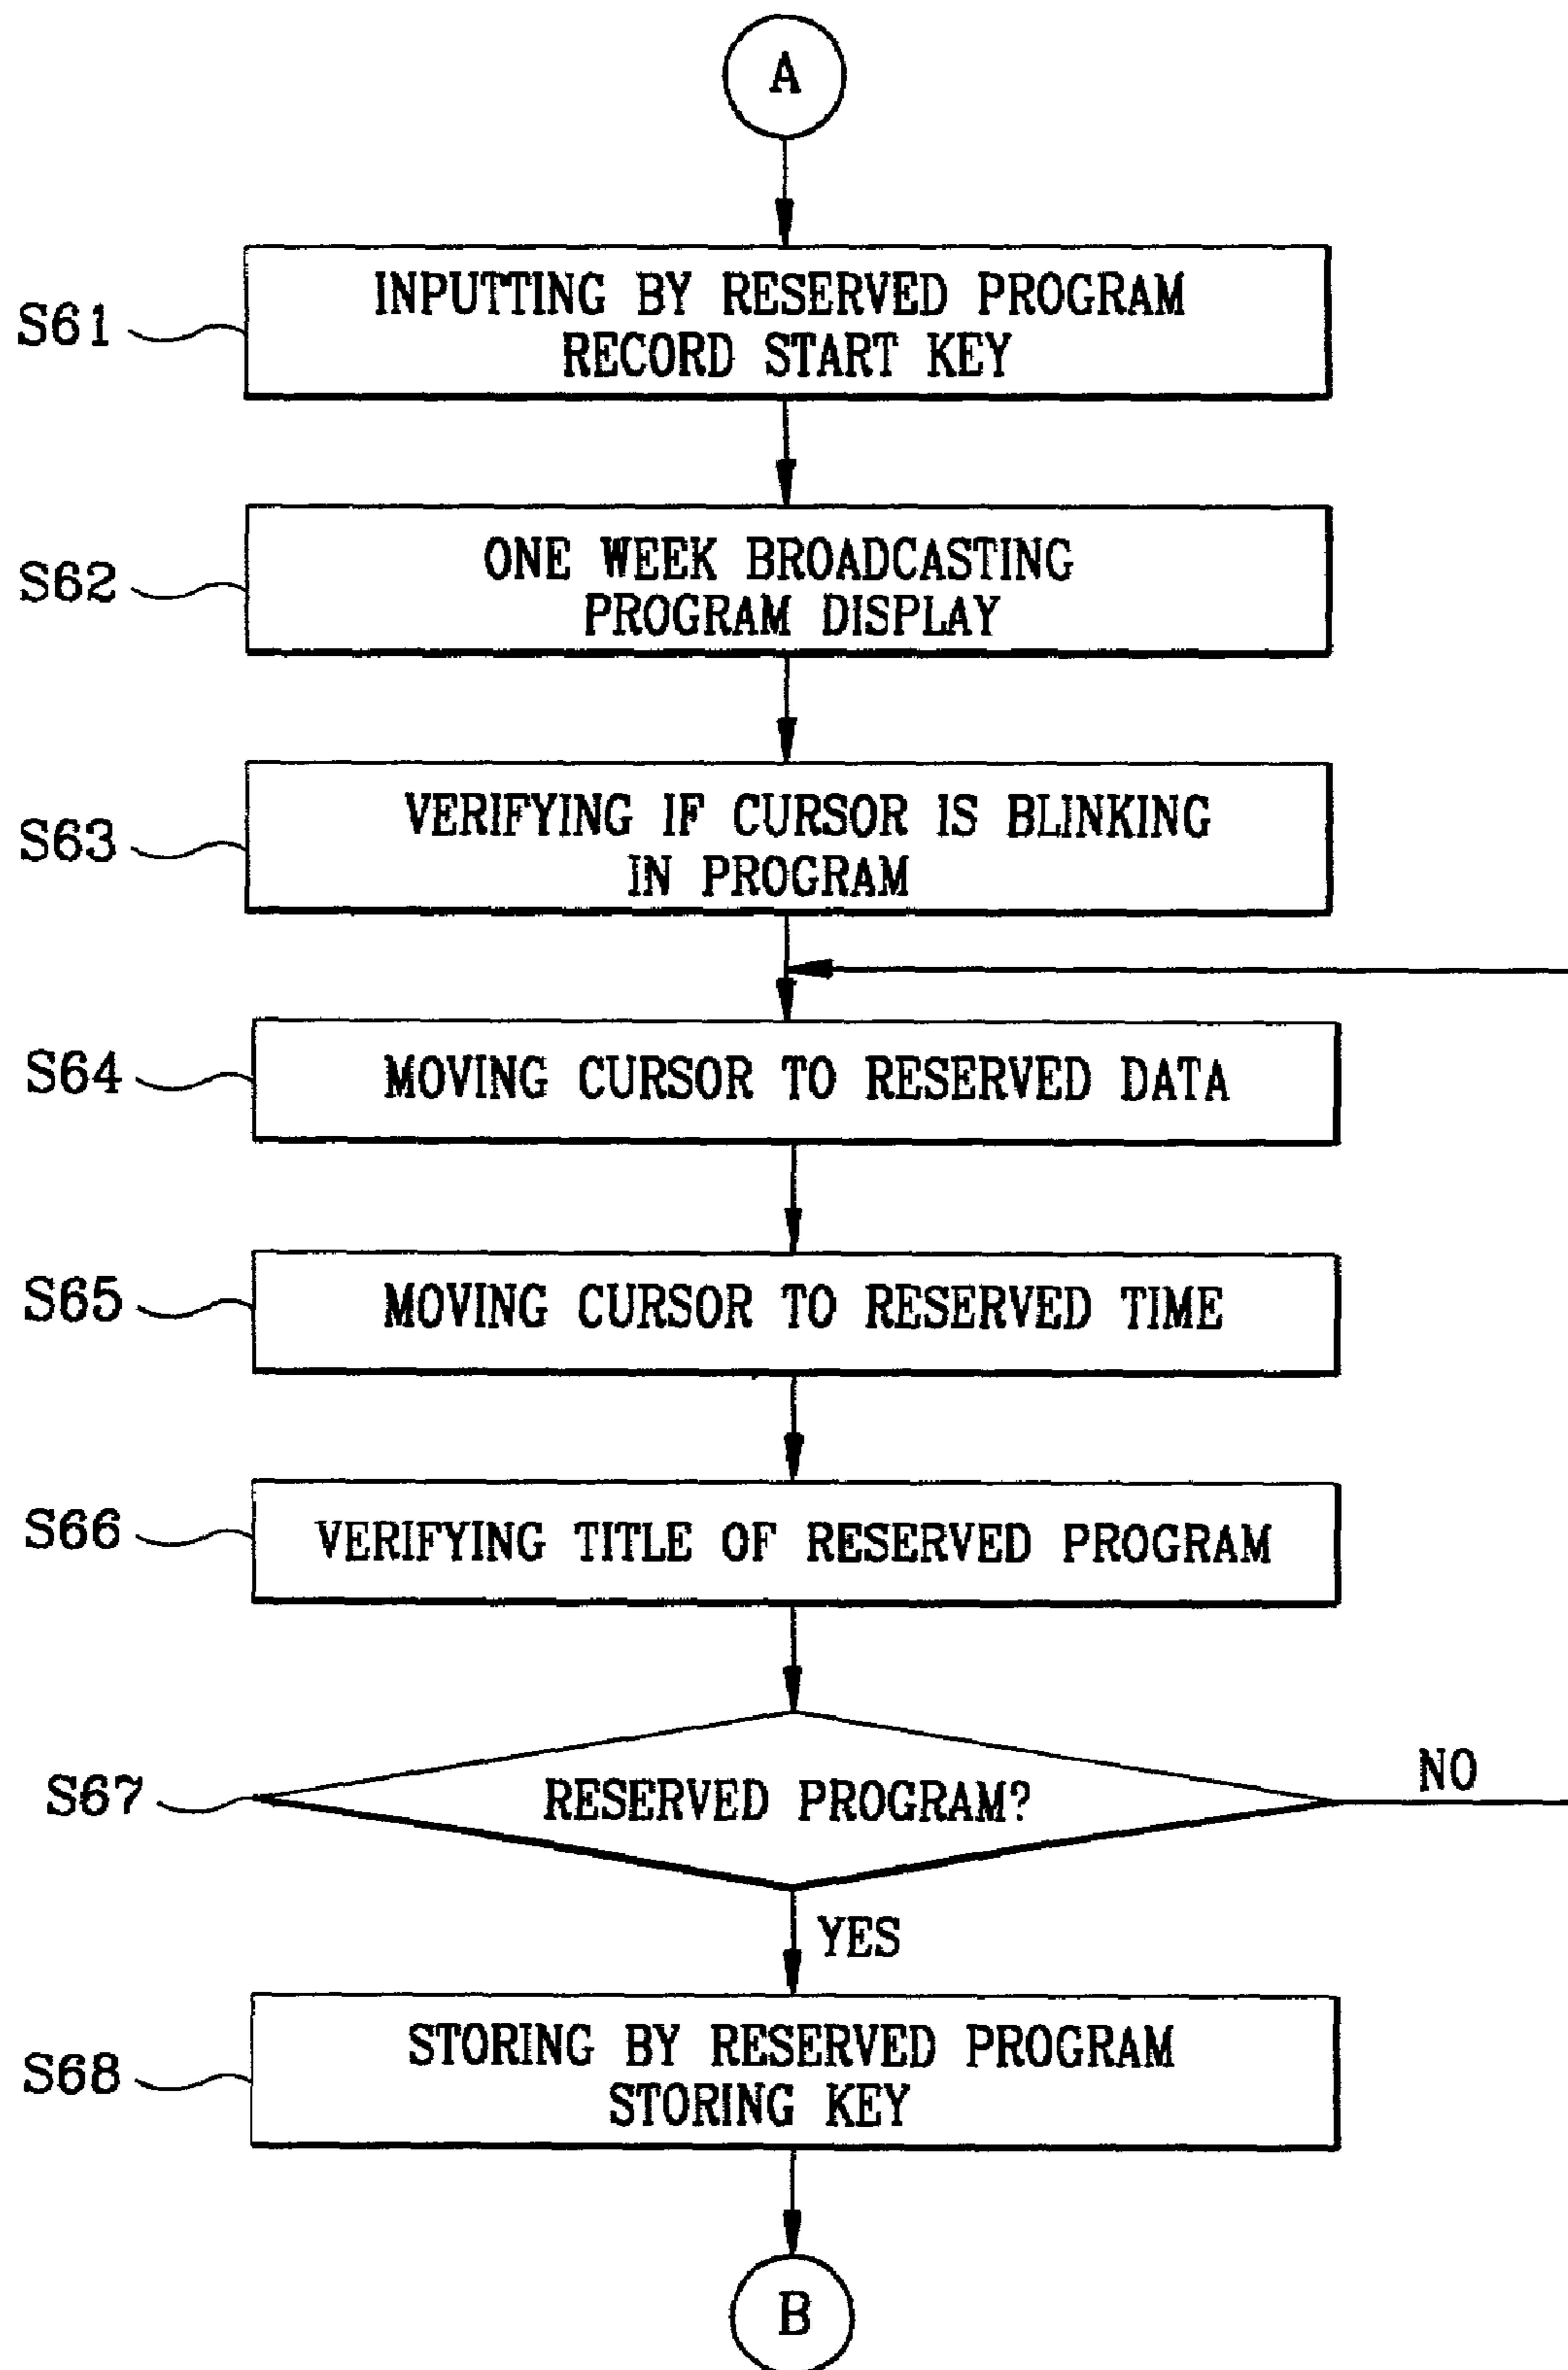 A
S61
INPUTTING BY RESERVED PROGRAM
RECORD START KEY
S62
ONE WEEK BROADCASTING
PROGRAM DISPLAY
S63
VERIFYING IF CURSOR IS BLINKING
IN PROGRAM
S64
MOVING CURSOR TO RESERVED DATA
S65
MOVING CURSOR TO RESERVED TIME
S66
VERIFYING TITLE OF RESERVED PROGRAM
S67
RESERVED PROGRAM?
NO
YES
S68
STORING BY RESERVED PROGRAM
STORING KEY
B